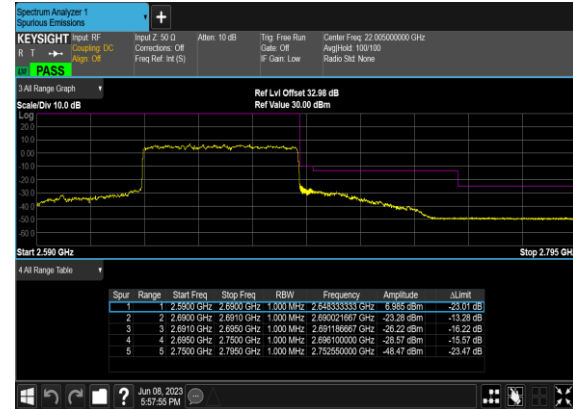 Spectrum Analyzer 1
Spurious Emissions
KEYSIGHT Input: RF Input Z: 50 Ω Atten: 10 dB Trig: Free Run Center Freq: 22.005000000 GHz
R T Coupling: DC Corrections: Off Gate: Off Avg|Hold: 100/100
Align: Off Freq Ref: Int (S) IF Gain: Low Radio Std: None
PASS
3 All Range Graph
Ref Lvl Offset 32.98 dB
Scale/Div 10.0 dB Ref Value 30.00 dBm
Log
20.0
10.0
0.00
-10.0
-20.0
-30.0
-40.0
-50.0
-60.0
Start 2.590 GHz Stop 2.795 GH
4 All Range Table
Spur Range Start Freq Stop Freq RBW Frequency Amplitude ΔLimit
1 1 2.5900 GHz 2.6900 GHz 1.000 MHz 2.648333333 GHz 6.985 dBm -23.01 dB
2 2 2.6900 GHz 2.6910 GHz 1.000 MHz 2.690021667 GHz -23.28 dBm -13.28 dB
3 3 2.6910 GHz 2.6950 GHz 1.000 MHz 2.691186667 GHz -26.22 dBm -16.22 dB
4 4 2.6950 GHz 2.7500 GHz 1.000 MHz 2.696100000 GHz -28.57 dBm -15.57 dB
5 5 2.7500 GHz 2.7950 GHz 1.000 MHz 2.752550000 GHz -48.47 dBm -23.47 dB
Jun 08, 2023
5:57:55 PM